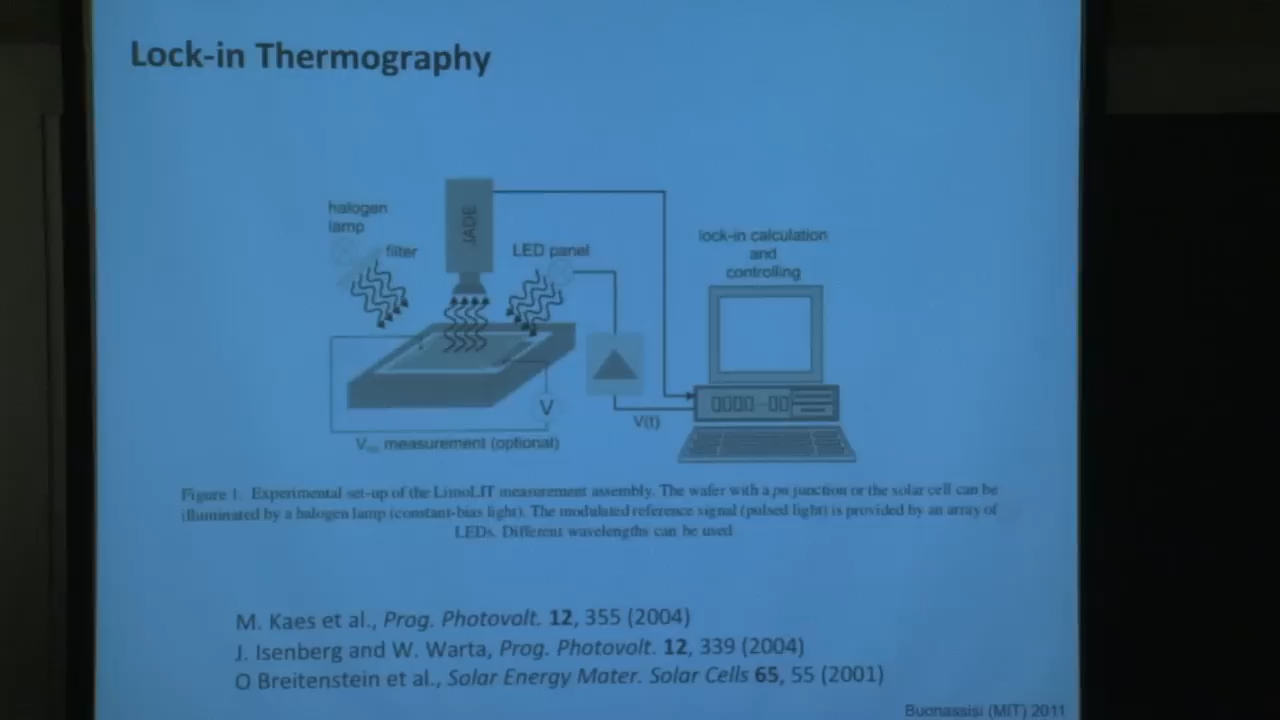 Lock-in Thermography
halogen
lamp
filter
JADE
LED panel
lock-in calculation
and
controlling
V
V(t)
measurement (optional)
Figure 1. Experimental set-up of the LimoLIT measurement assembly. The wafer with a pn junction or the solar cell can be
illuminated by a halogen lamp (constant-bias light). The modulated reference signal (pulsed light) is provided by an array of
LEDs. Different wavelengths can be used
M. Kaes et al., Prog. Photovolt. 12, 355 (2004)
J. Isenberg and W. Warta, Prog. Photovolt. 12, 339 (2004)
O Breitenstein et al., Solar Energy Mater. Solar Cells 65, 55 (2001)
Buonassisi (MIT) 2011